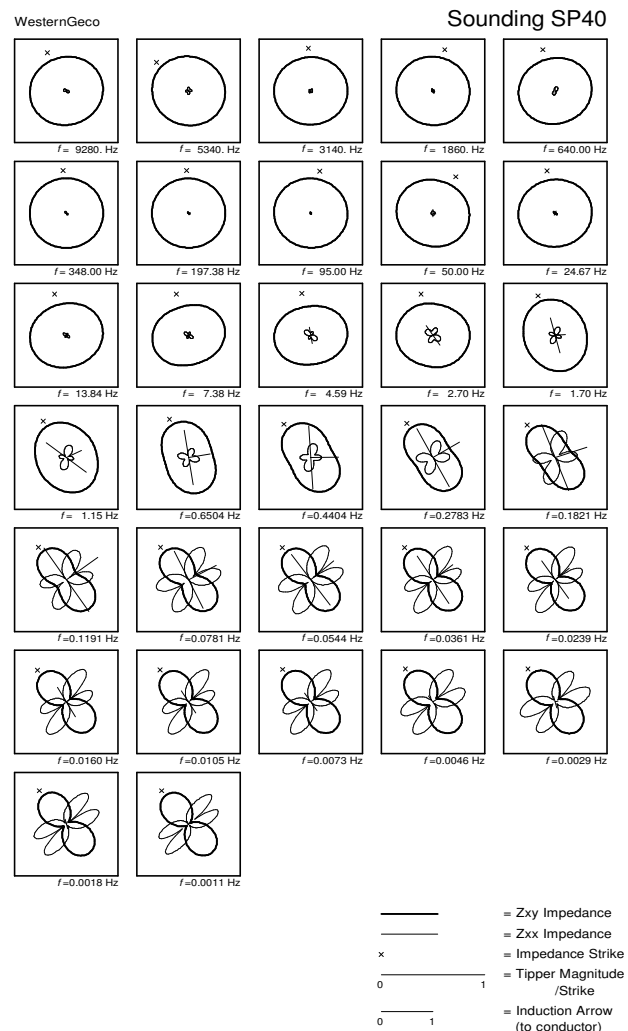 WesternGeco
Sounding SP40
f = 9280. Hz
f = 5340. Hz
f = 3140. Hz
f = 1860. Hz
f = 640.00 Hz
f = 348.00 Hz
f = 197.38 Hz
f = 95.00 Hz
f = 50.00 Hz
f = 24.67 Hz
f = 13.84 Hz
f = 7.38 Hz
f = 4.59 Hz
f = 2.70 Hz
f = 1.70 Hz
f = 1.15 Hz
f =0.6504 Hz
f =0.4404 Hz
f =0.2783 Hz
f =0.1821 Hz
f =0.1191 Hz
f =0.0781 Hz
f =0.0544 Hz
f =0.0361 Hz
f =0.0239 Hz
f =0.0160 Hz
f =0.0105 Hz
f =0.0073 Hz
f =0.0046 Hz
f =0.0029 Hz
f =0.0018 Hz
f =0.0011 Hz
= Zxy Impedance
= Zxx Impedance
× = Impedance Strike
= Tipper Magnitude
0 1 /Strike
= Induction Arrow
0 1 (to conductor)